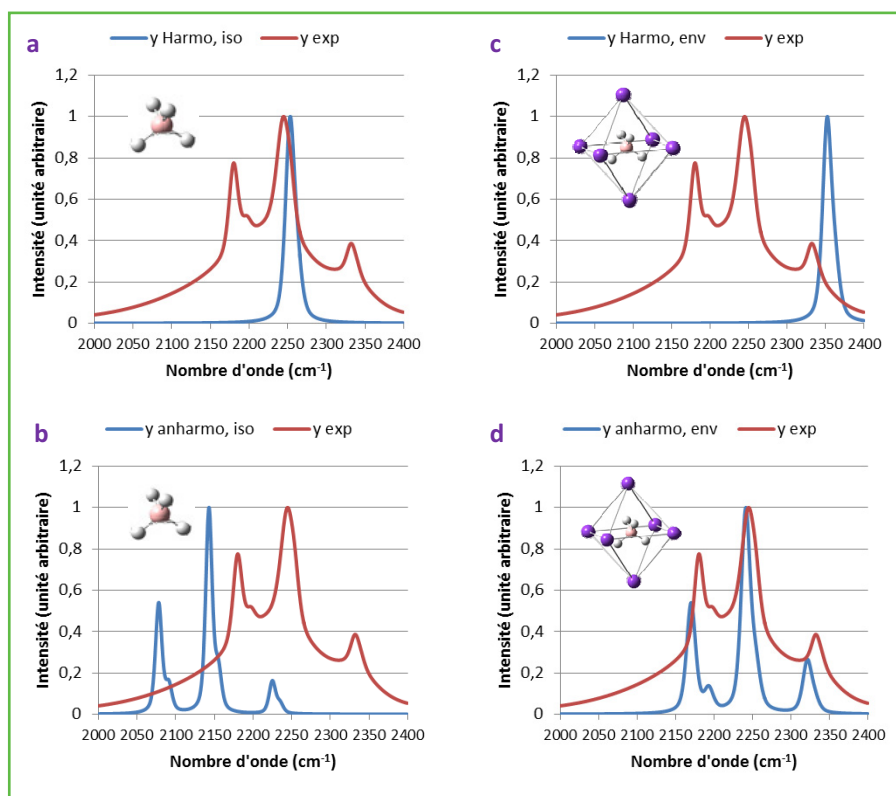 a
y Harmo, iso y exp
Intensité (unité arbitraire)
1,2
1
0,8
0,6
0,4
0,2
0
2000 2050 2100 2150 2200 2250 2300 2350 2400
Nombre d'onde (cm-1)
c
y Harmo, env y exp
Intensité (unité arbitraire)
1,2
1
0,8
0,6
0,4
0,2
0
2000 2050 2100 2150 2200 2250 2300 2350 2400
Nombre d'onde (cm-1)
b
y anharmo, iso y exp
Intensité (unité arbitraire)
1,2
1
0,8
0,6
0,4
0,2
0
2000 2050 2100 2150 2200 2250 2300 2350 2400
Nombre d'onde (cm-1)
d
y anharmo, env y exp
Intensité (unité arbitraire)
1,2
1
0,8
0,6
0,4
0,2
0
2000 2050 2100 2150 2200 2250 2300 2350 2400
Nombre d'onde (cm-1)